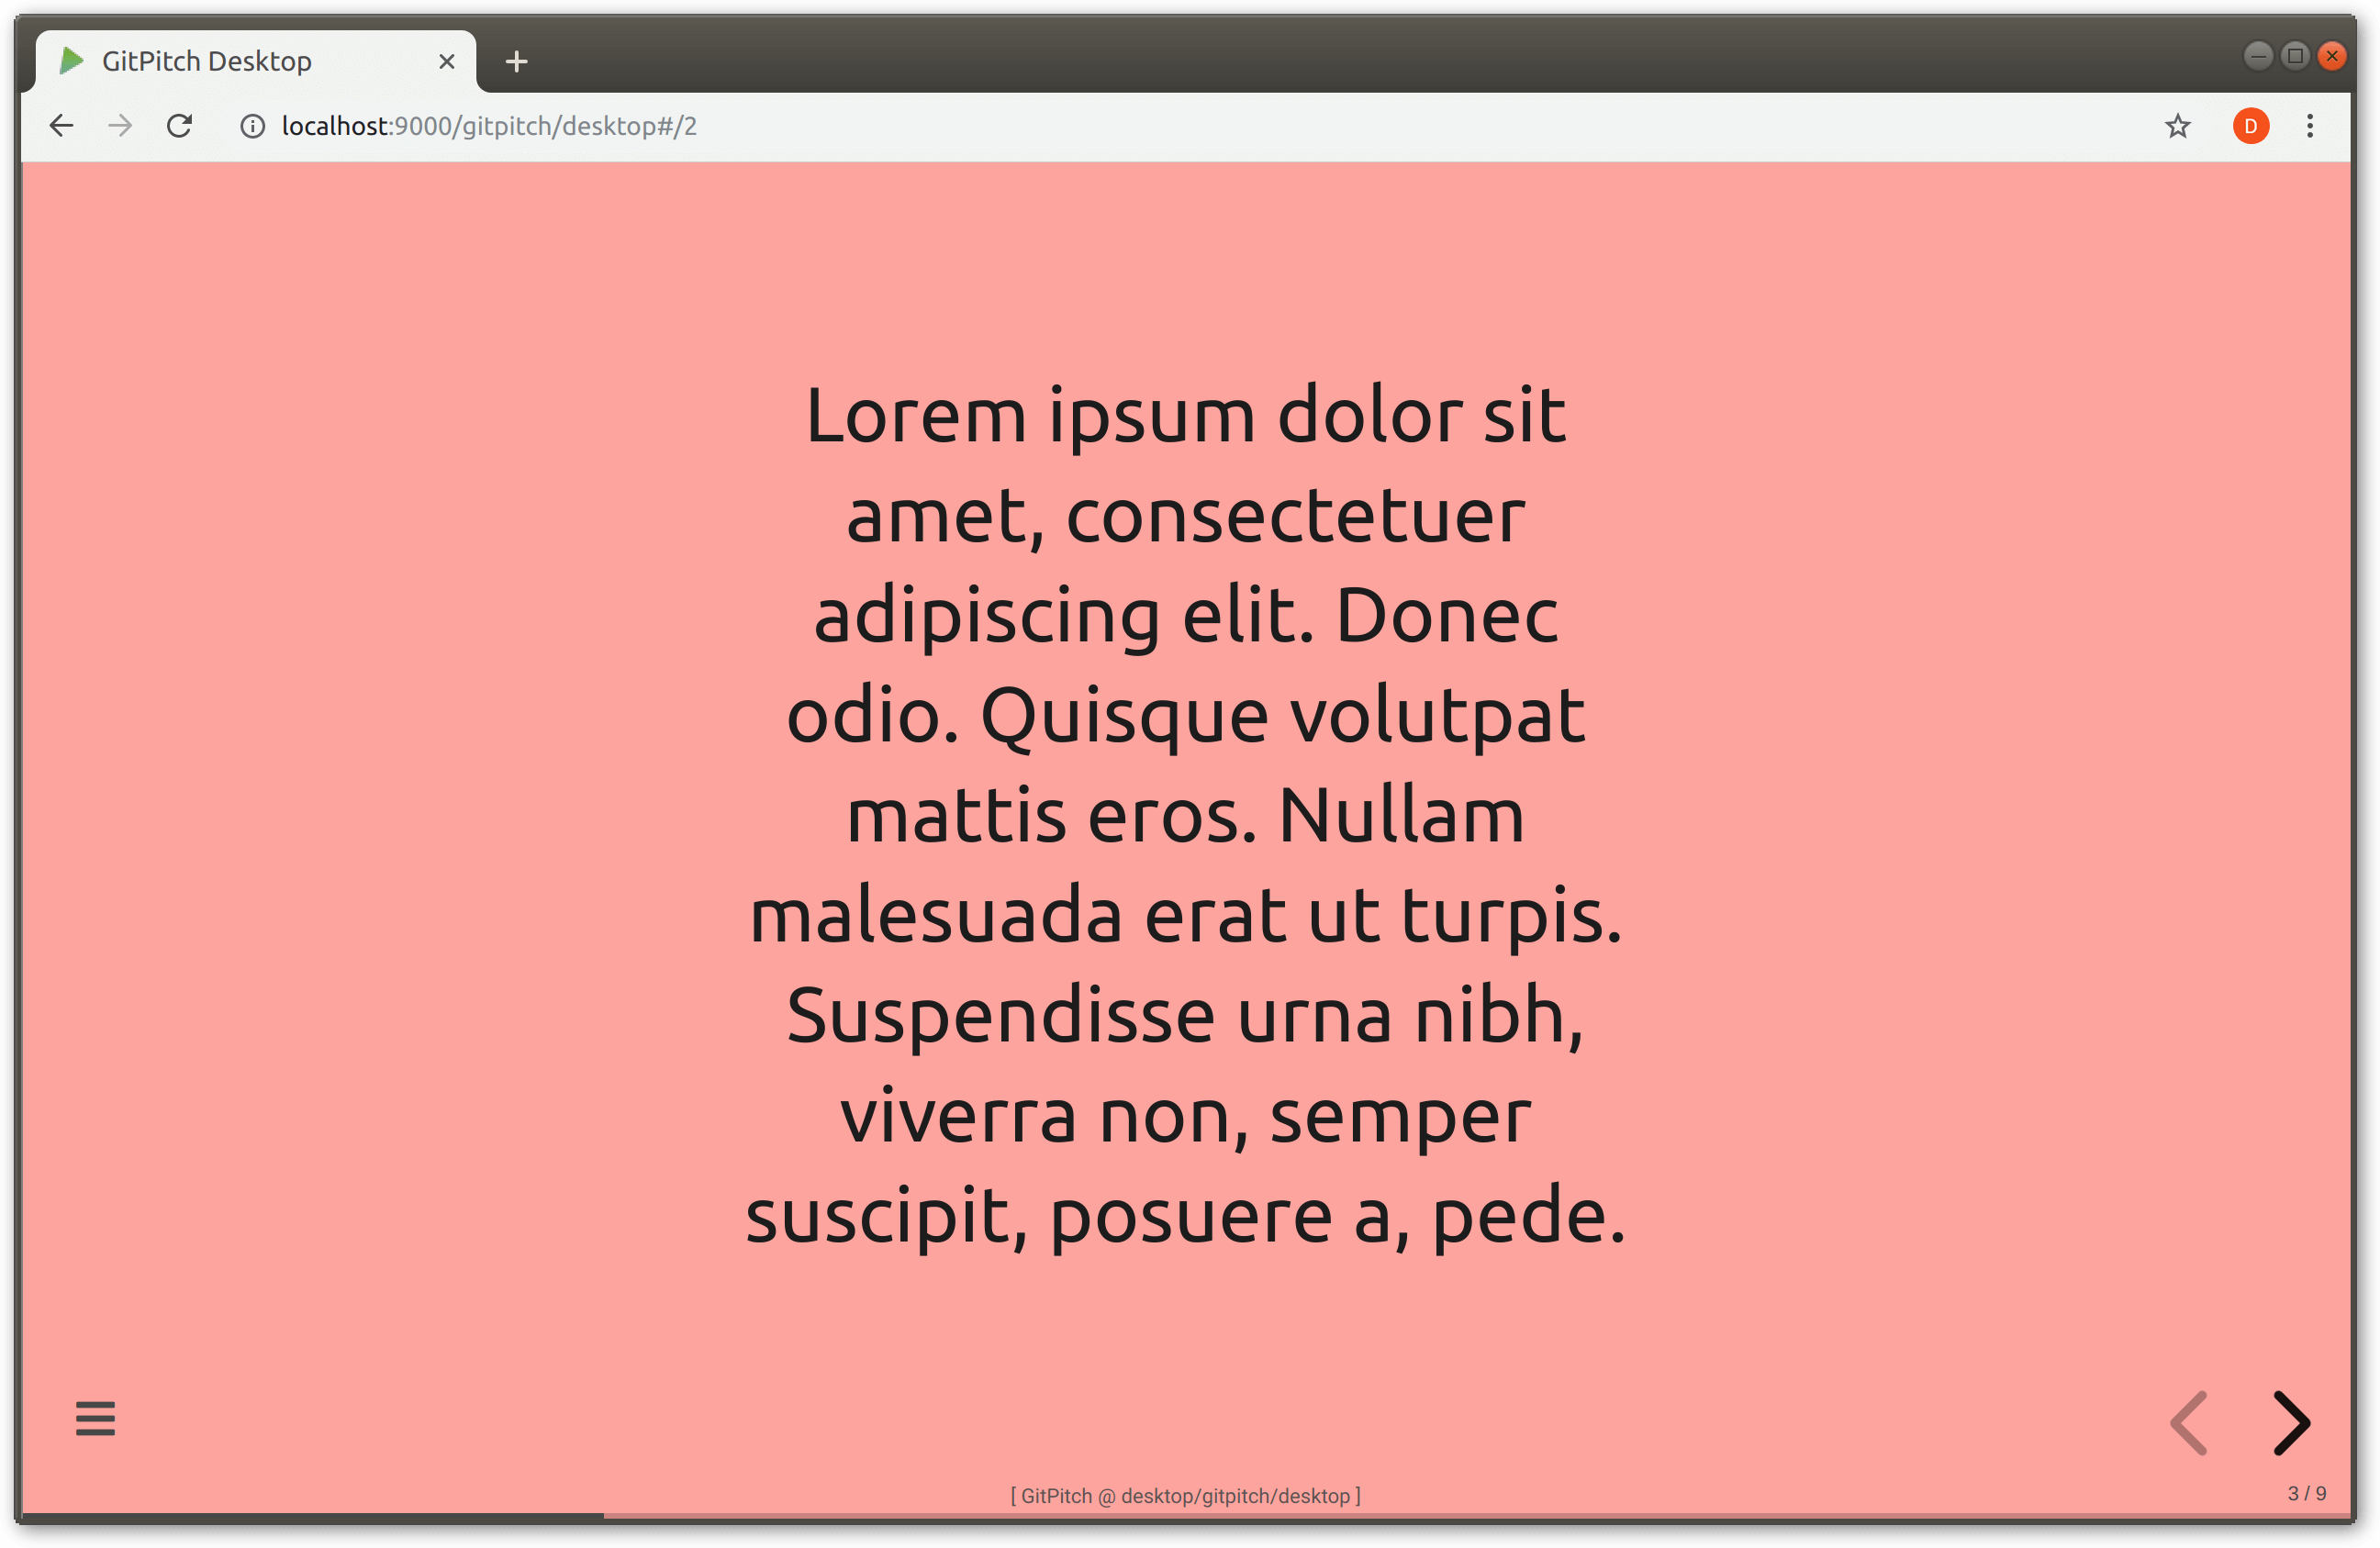 GitPitch Desktop
localhost:9000/gitpitch/desktop#/2
D
Lorem ipsum dolor sit
amet, consectetuer
adipiscing elit. Donec
odio. Quisque volutpat
mattis eros. Nullam
malesuada erat ut turpis.
Suspendisse urna nibh,
viverra non, semper
suscipit, posuere a, pede.
[ GitPitch @ desktop/gitpitch/desktop ]
3 / 9